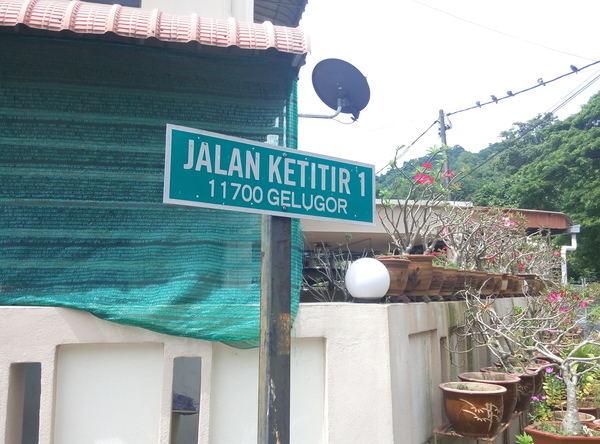 JALAN KETITIR 1
11700 GELUGOR